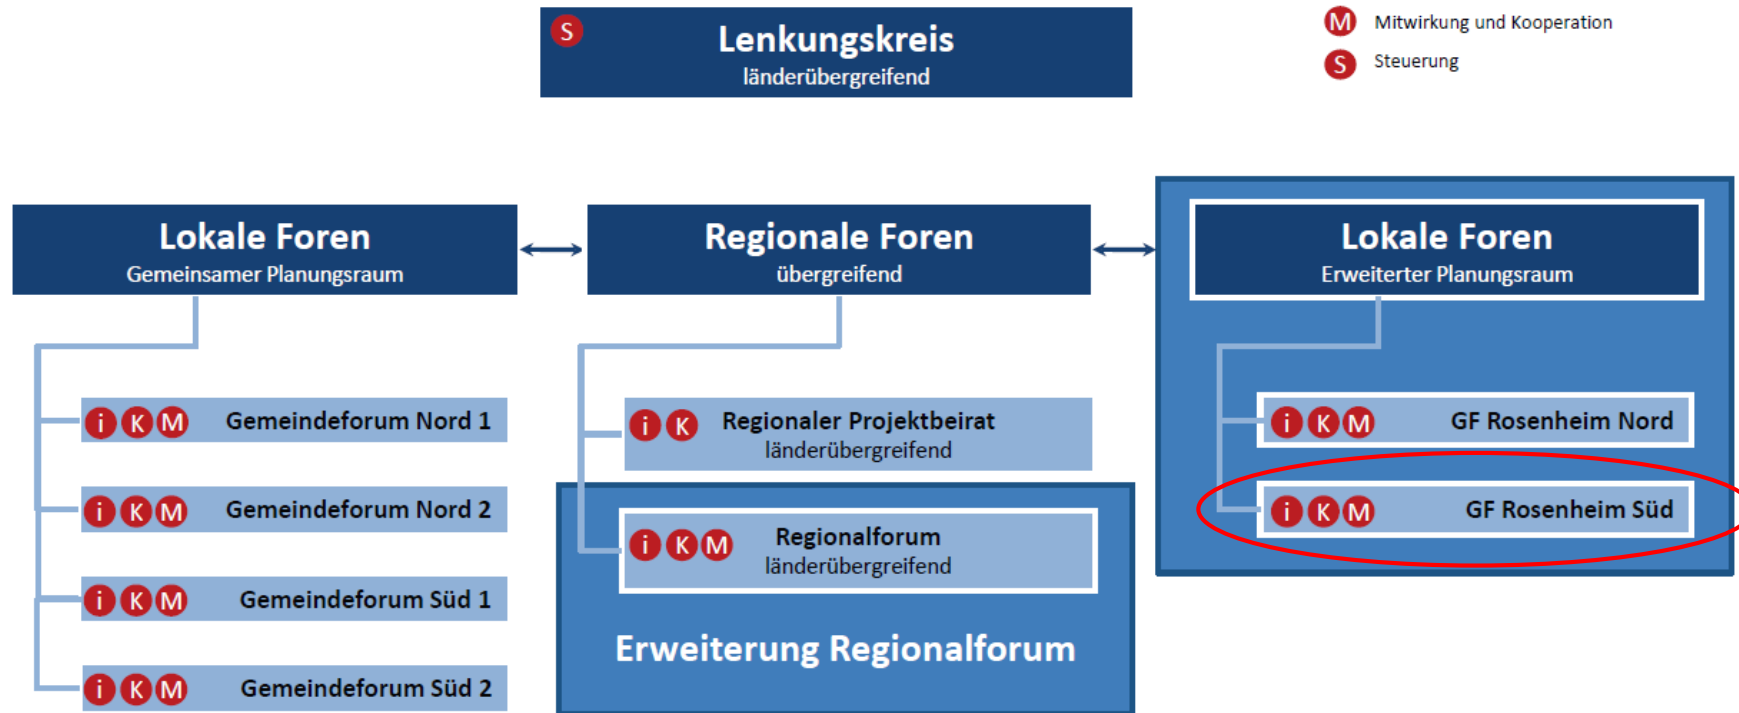 S
Lenkungskreis
länderübergreifend
M Mitwirkung und Kooperation
S Steuerung
Lokale Foren
Gemeinsamer Planungsraum
i K M Gemeindeforum Nord 1
i K M Gemeindeforum Nord 2
i K M Gemeindeforum Süd 1
i K M Gemeindeforum Süd 2
Regionale Foren
übergreifend
i K Regionaler Projektbeirat
länderübergreifend
i K M Regionalforum
länderübergreifend
Erweiterung Regionalforum
Lokale Foren
Erweiterter Planungsraum
i K M GF Rosenheim Nord
i K M GF Rosenheim Süd